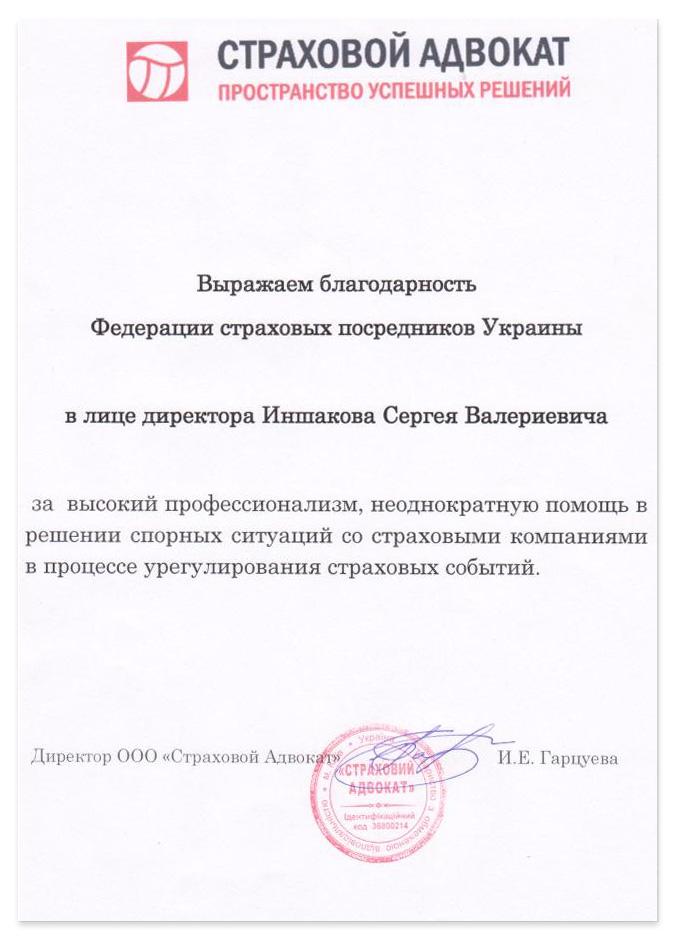 СТРАХОВОЙ АДВОКАТ
ПРОСТРАНСТВО УСПЕШНЫХ РЕШЕНИЙ
Выражаем благодарность
Федерации страховых посредников Украины
в лице директора Иншакова Сергея Валериевича
за высокий профессионализм, неоднократную помощь в
решении спорных ситуаций со страховыми компаниями
в процессе урегулирования страховых событий.
Директор ООО «Страховой Адвокат»
И.Е. Гарцуева
Україна
з обмеженою відповідальністю
«СТРАХОВИЙ
АДВОКАТ»
Ідентифікаційний
код 36800214